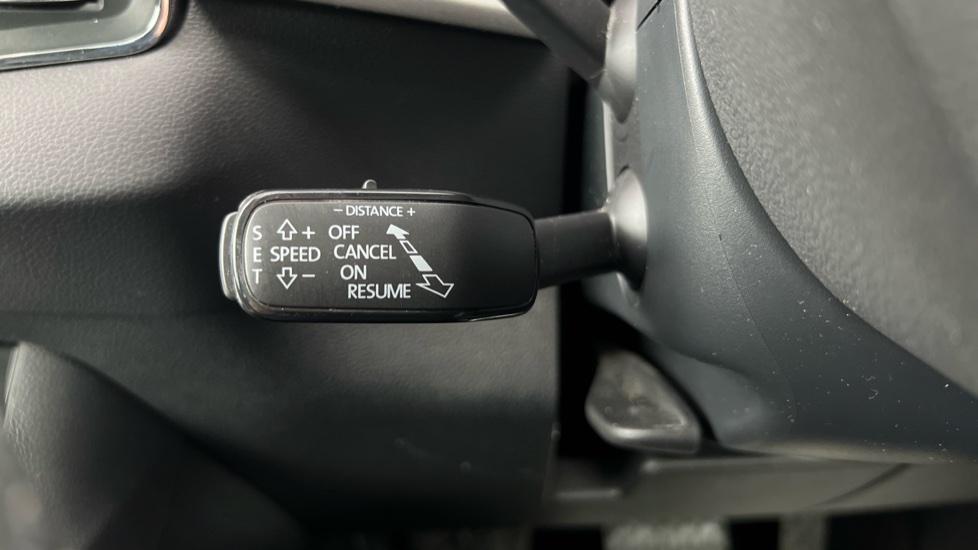 − DISTANCE +
S + OFF
E SPEED CANCEL
T − ON
RESUME